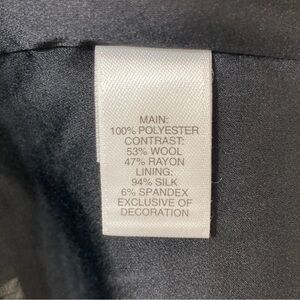 MAIN:
100% POLYESTER
CONTRAST:
53% WOOL
47% RAYON
LINING:
94% SILK
6% SPANDEX
EXCLUSIVE OF
DECORATION